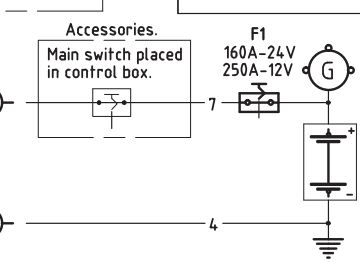 Accessories.
Main switch placed
in control box.
F1
160A-24V
250A-12V
G
7
+
-
4